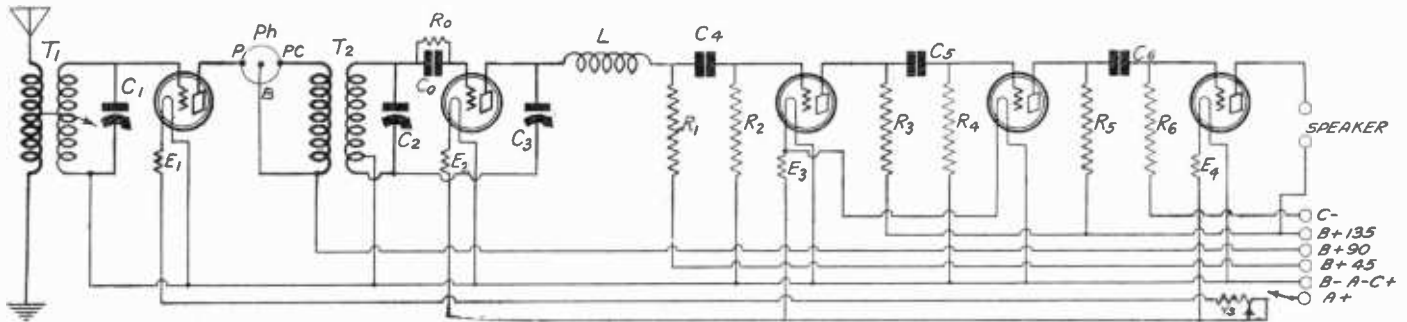 T1
C1
E1
P
Ph
B
PC
T2
Ro
Co
C2
E2
C3
L
C4
R1
R2
E3
C5
R3
R4
C6
R5
R6
E4
SPEAKER
C-
B+135
B+90
B+45
B- A- C+
A+